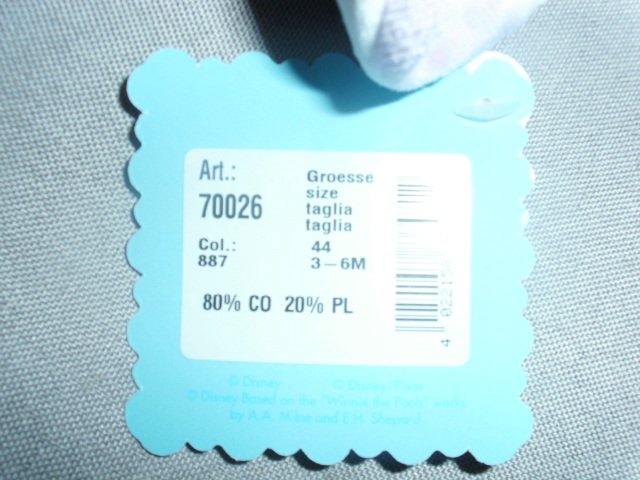 Art.:
70026
Col.:
887
Groesse
size
taglia
taglia
44
3-6M
80% CO 20% PL
© Disney © Disney/Pixar
© Disney Based on the "Winnie the Pooh" works
by A.A. Milne and E.H. Shepard